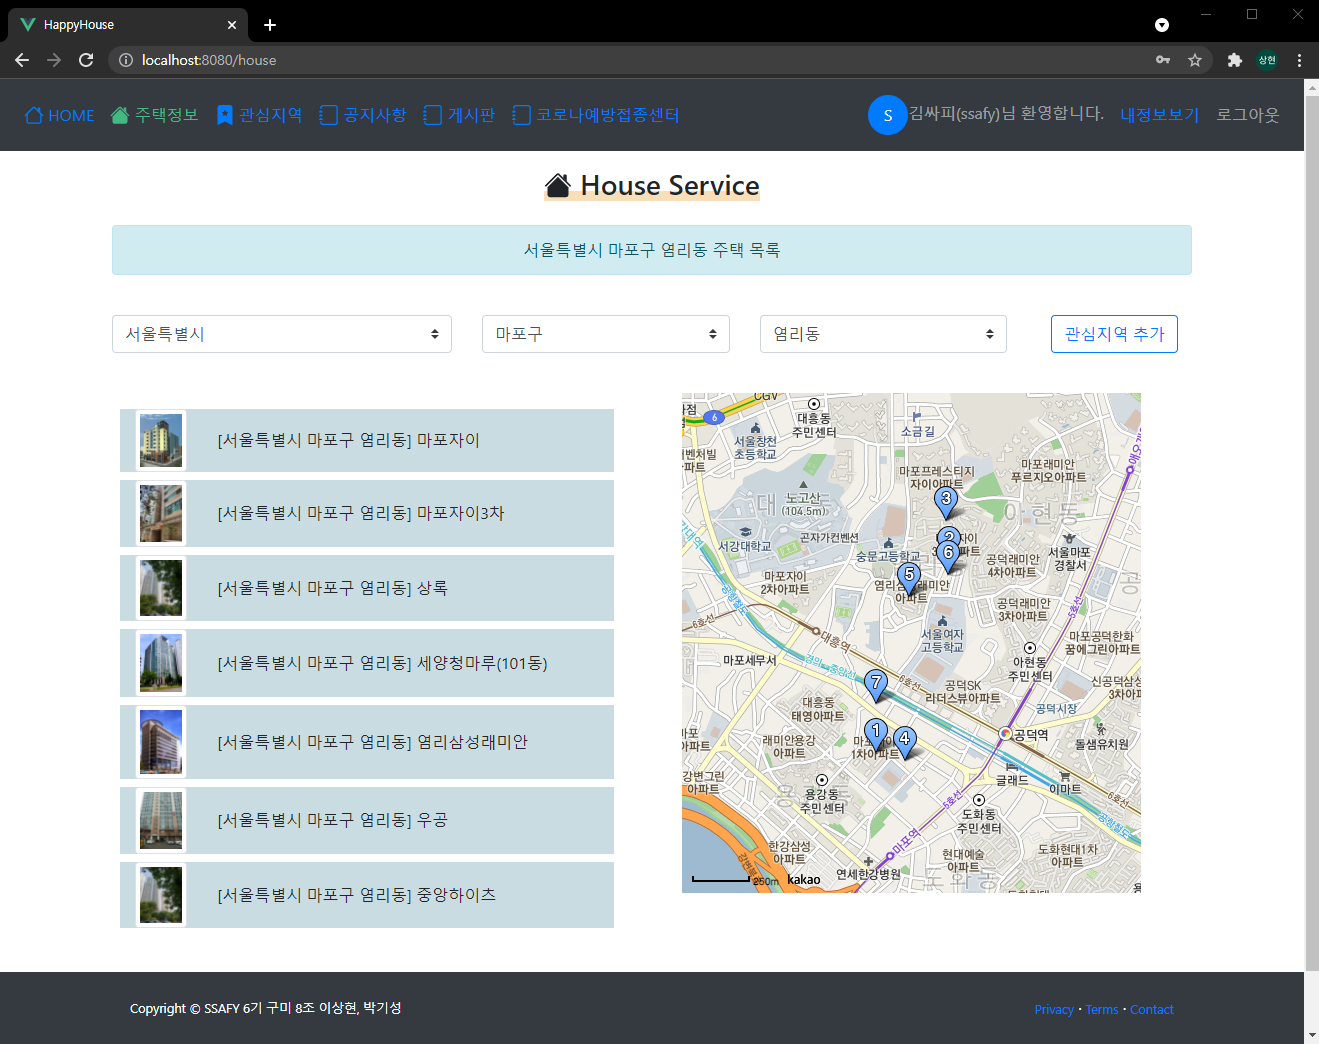 HappyHouse
localhost:8080/house
상현
HOME 주택정보 관심지역 공지사항 게시판 코로나예방접종센터
S 김싸피(ssafy)님 환영합니다. 내정보보기 로그아웃
House Service
서울특별시 마포구 염리동 주택 목록
서울특별시 마포구 염리동 관심지역 추가
[서울특별시 마포구 염리동] 마포자이
[서울특별시 마포구 염리동] 마포자이3차
[서울특별시 마포구 염리동] 상록
[서울특별시 마포구 염리동] 세양청마루(101동)
[서울특별시 마포구 염리동] 염리삼성래미안
[서울특별시 마포구 염리동] 우공
[서울특별시 마포구 염리동] 중앙하이츠
CGV
6
대흥동
주민센터
소금길
서울창천
초등학교
마포프레스티지
자이아파트
마포래미안
푸르지오아파트
노고산
(104.5m)
3
아현동
서강대학교
곤자가컨벤션
숭문고등학교
2
6
5
공덕래미안
4차아파트
서울마포
경찰서
마포자이
2차아파트
아파트
공덕래미안
3차아파트
6호선
대흥역
서울여자
고등학교
마포공덕한화
꿈에그린아파트
마포세무서
경의·중앙선
아현동
주민센터
7
6호선
공덕SK
리더스뷰아파트
공덕시장
대흥동
태영아파트
1
4
1차아파트
공덕역
돌샘유치원
래미안용강
아파트
강변그린
아파트
용강동
주민센터
글래드
이마트
5호선
도화동
주민센터
공항철도
마포역
한강삼성
아파트
현대예술
아파트
도화현대1차
아파트
연세한강병원
250m
kakao
Copyright © SSAFY 6기 구미 8조 이상현, 박기성
Privacy · Terms · Contact